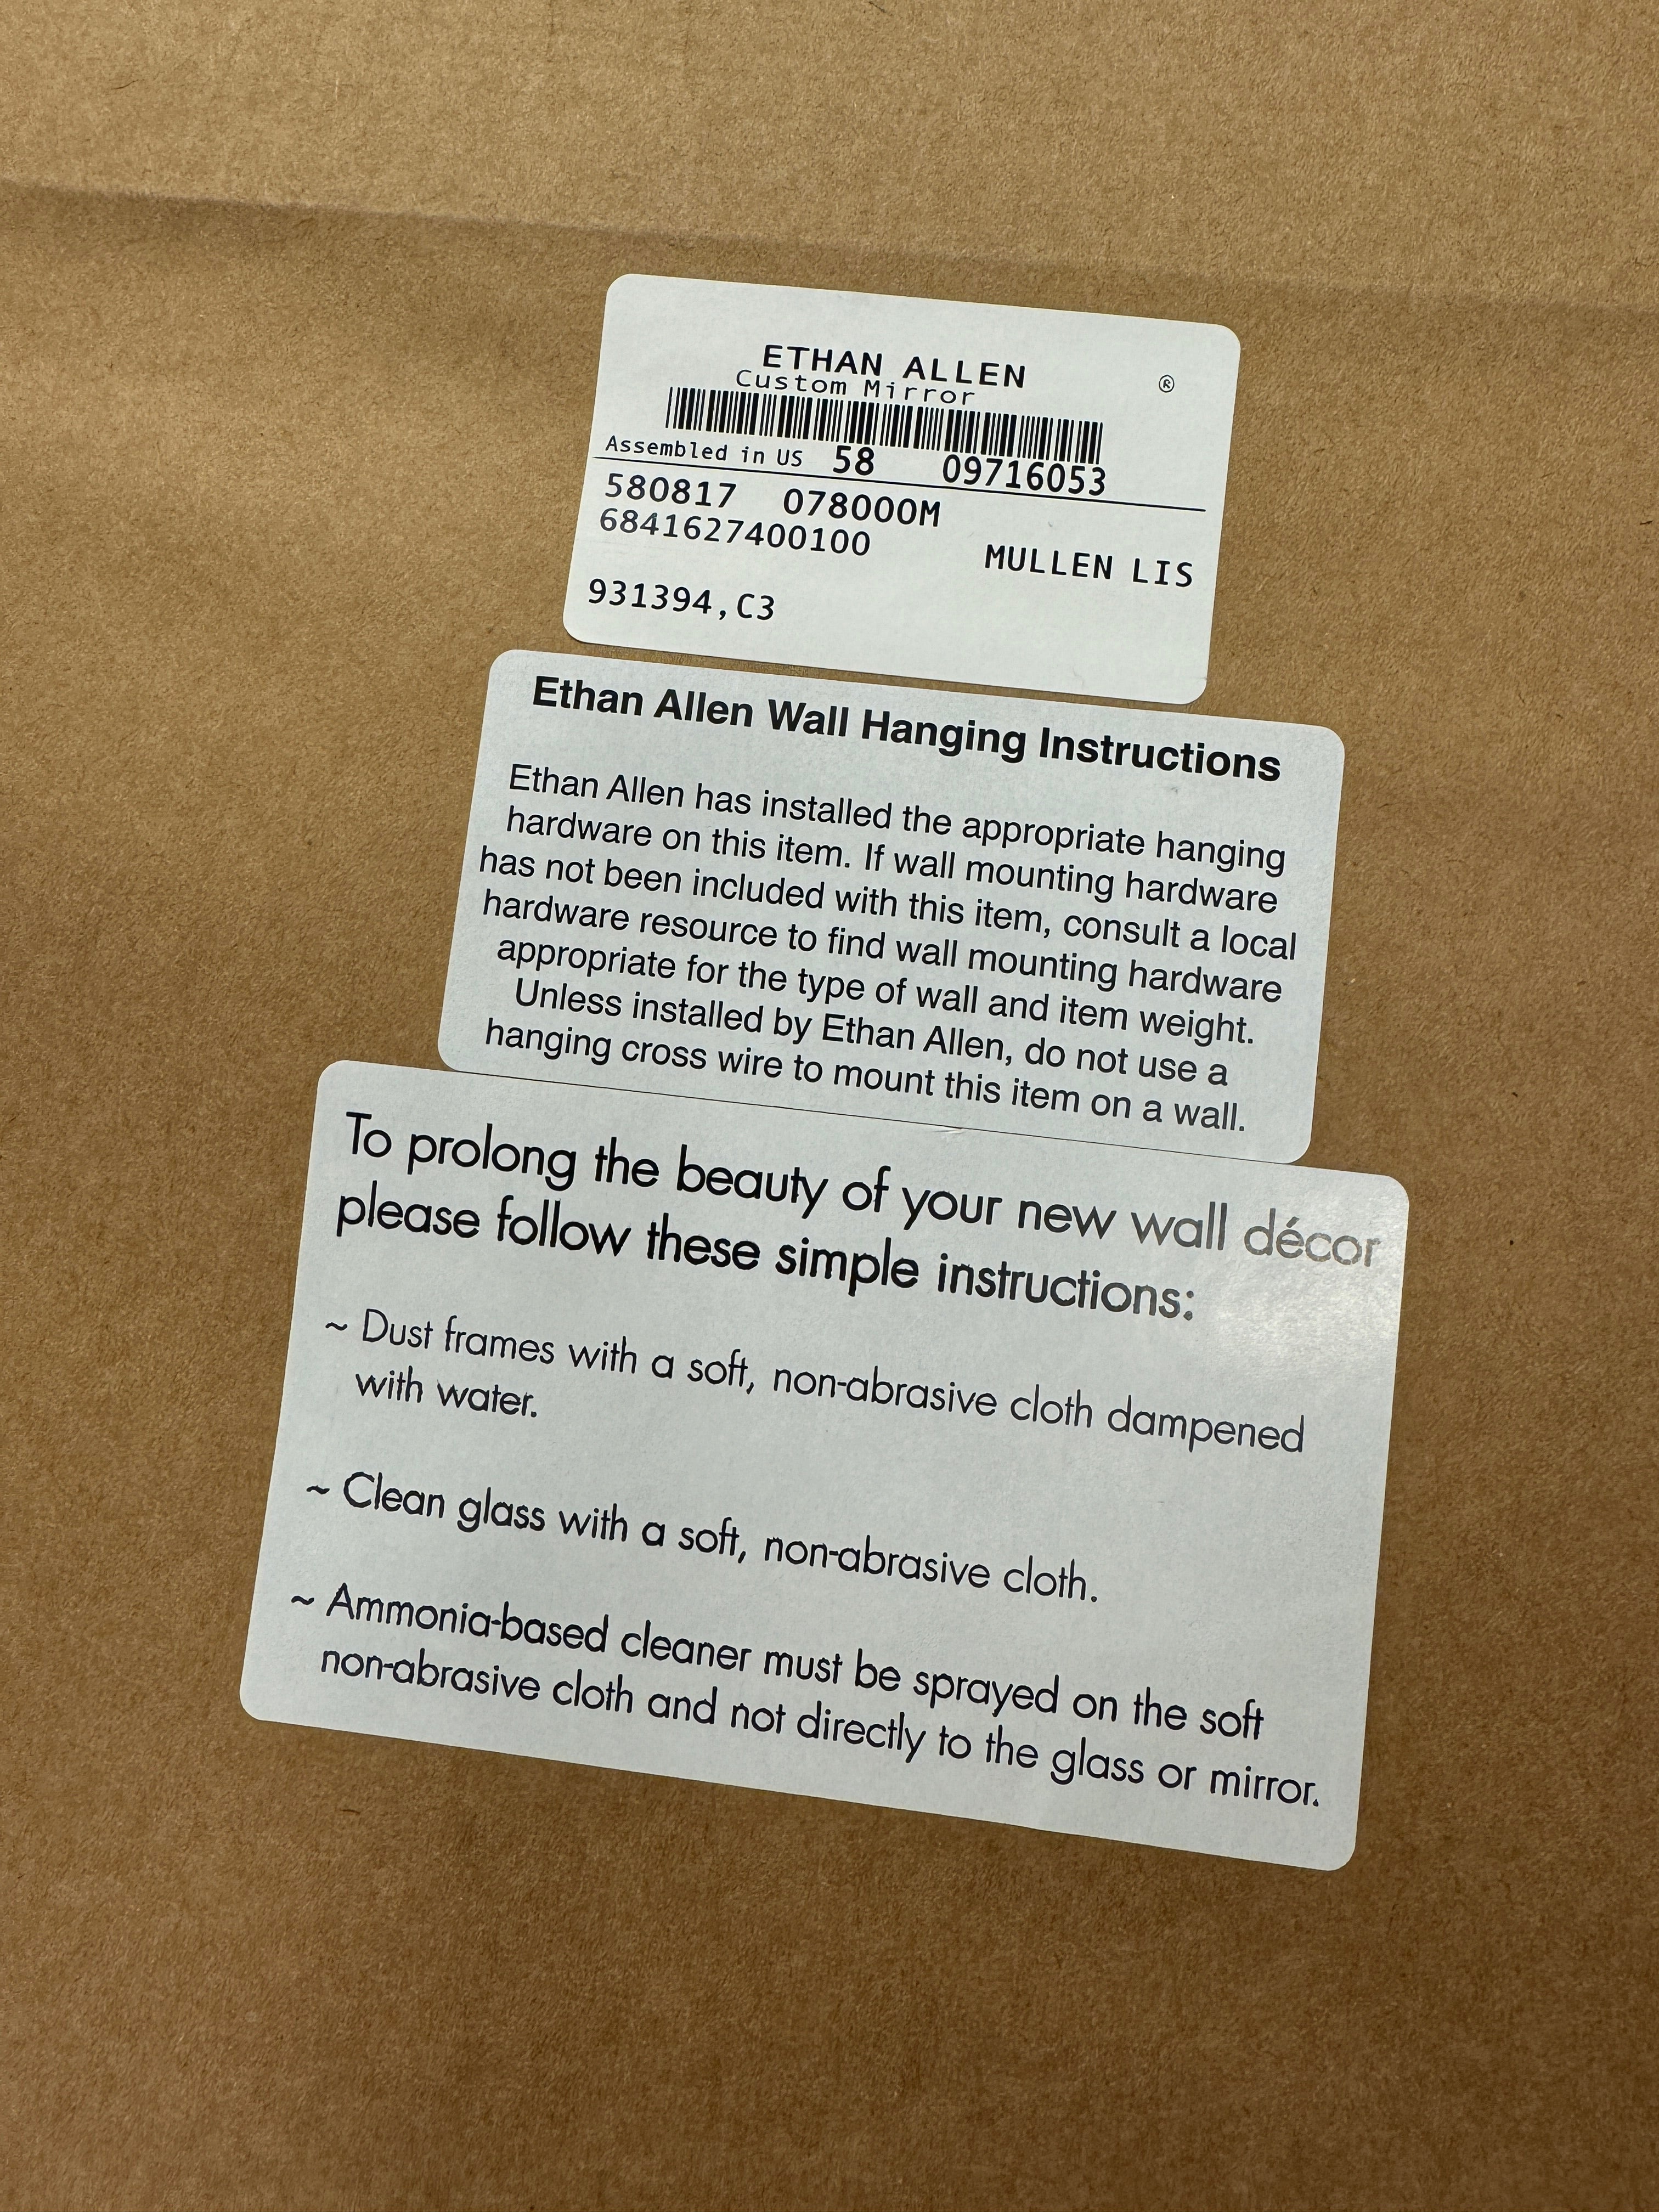 ETHAN ALLEN ®
Custom Mirror
Assembled in US 58 09716053
580817 078000M
6841627400100
MULLEN LIS
931394,C3
Ethan Allen Wall Hanging Instructions
Ethan Allen has installed the appropriate hanging
hardware on this item. If wall mounting hardware
has not been included with this item, consult a local
hardware resource to find wall mounting hardware
appropriate for the type of wall and item weight.
Unless installed by Ethan Allen, do not use a
hanging cross wire to mount this item on a wall.
To prolong the beauty of your new wall décor
please follow these simple instructions:
~ Dust frames with a soft, non-abrasive cloth dampened
with water.
~ Clean glass with a soft, non-abrasive cloth.
~ Ammonia-based cleaner must be sprayed on the soft
non-abrasive cloth and not directly to the glass or mirror.